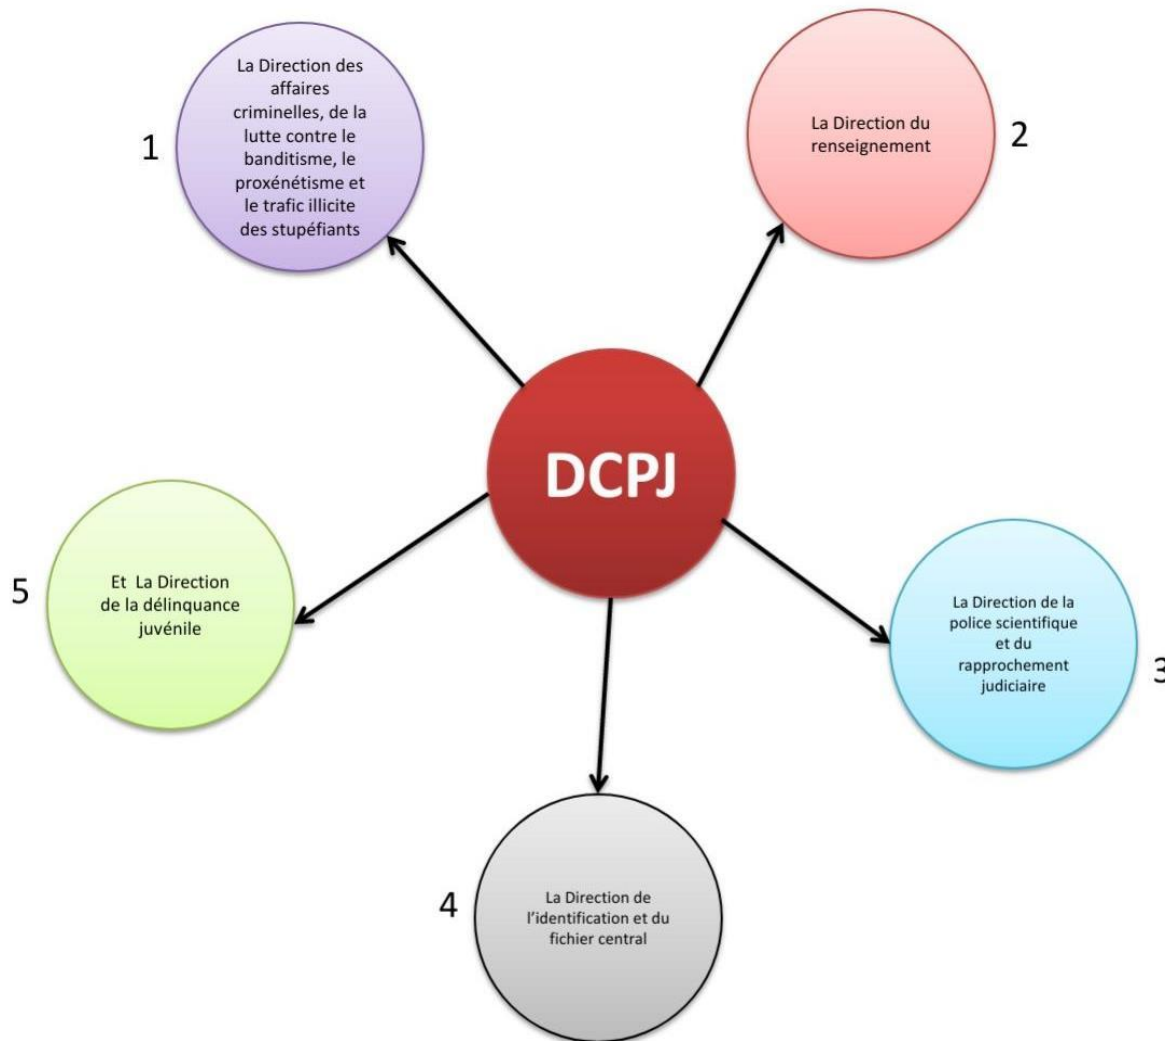 1
La Direction des
affaires
criminelles, de la
lutte contre le
banditisme, le
proxénétisme et
le trafic illicite
des stupéfiants
2
La Direction du
renseignement
DCPJ
3
La Direction de la
police scientifique
et du
rapprochement
judiciaire
4
La Direction de
l'identification et du
fichier central
5
Et La Direction
de la délinquance
juvénile